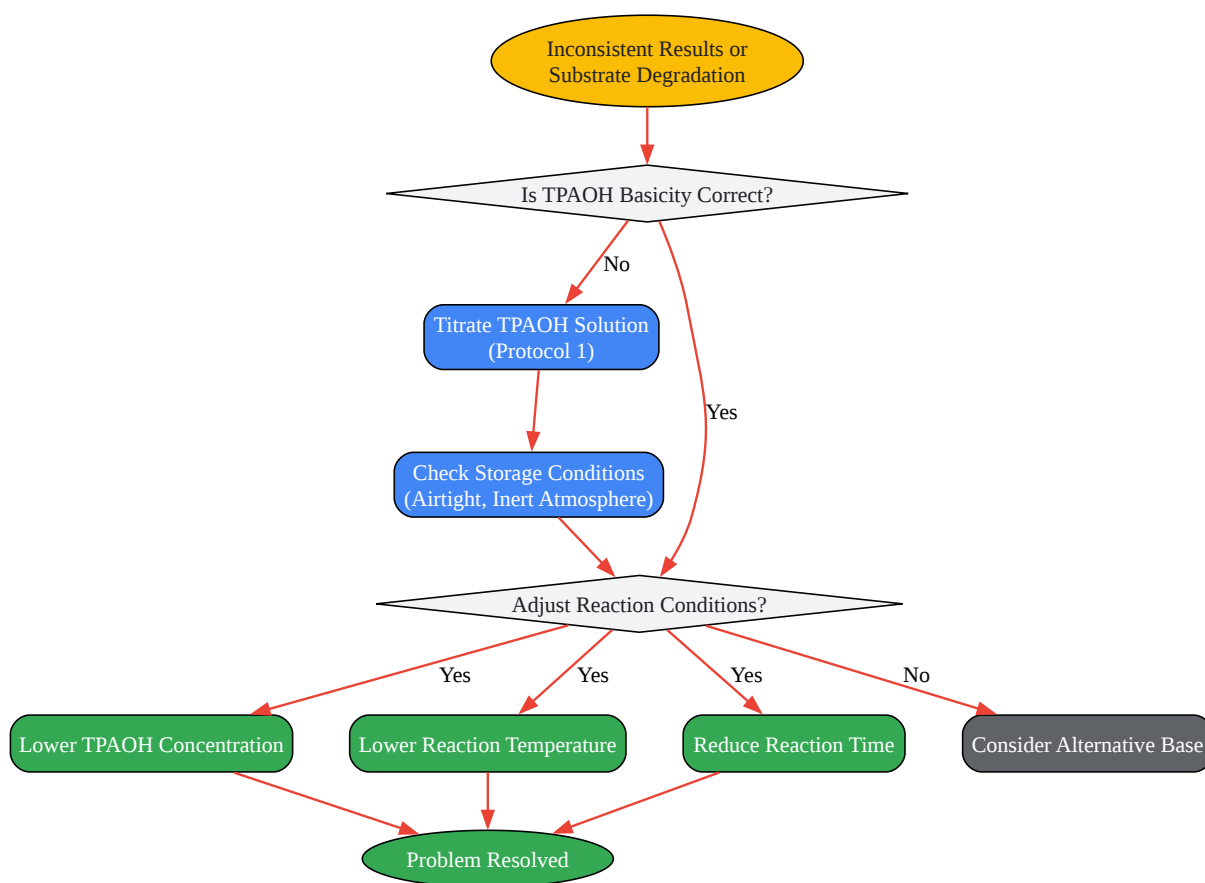 Inconsistent Results or
Substrate Degradation
Is TPAOH Basicity Correct?
No
Titrate TPAOH Solution
(Protocol 1)
Yes
Check Storage Conditions
(Airtight, Inert Atmosphere)
Adjust Reaction Conditions?
Yes
Yes
Yes
No
Lower TPAOH Concentration
Lower Reaction Temperature
Reduce Reaction Time
Consider Alternative Base
Problem Resolved